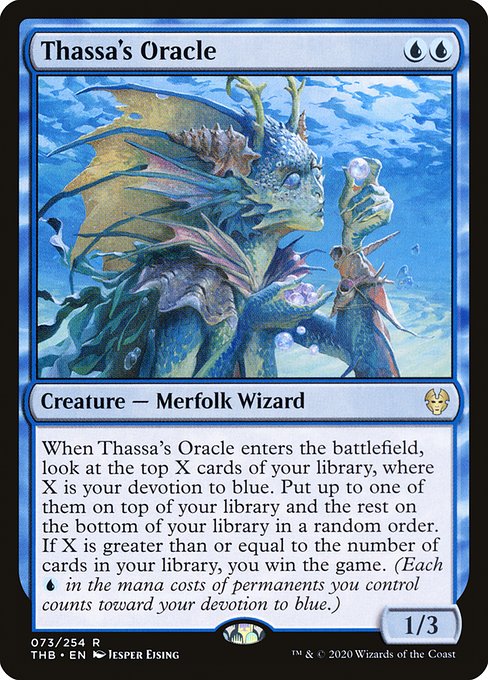 Thassa's Oracle
Creature — Merfolk Wizard
When Thassa's Oracle enters the battlefield,
look at the top X cards of your library, where
X is your devotion to blue. Put up to one of
them on top of your library and the rest on
the bottom of your library in a random order.
If X is greater than or equal to the number of
cards in your library, you win the game. (Each
in the mana costs of permanents you control
counts toward your devotion to blue.)
1/3
073/254 R
THB • EN Jesper Eising
™ & © 2020 Wizards of the Coast